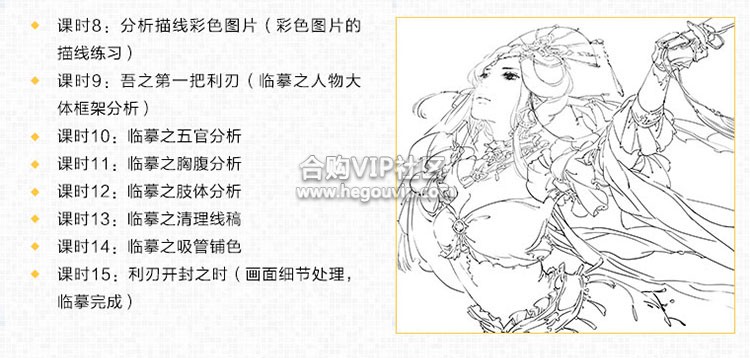 课时8：分析描线彩色图片（彩色图片的
描线练习）
课时9：吾之第一把利刃（临摹之人物大
体框架分析）
课时10：临摹之五官分析
课时11：临摹之胸腹分析
课时12：临摹之肢体分析
课时13：临摹之清理线稿
课时14：临摹之吸管铺色
课时15：利刃开封之时（画面细节处理，
临摹完成）
合购VIP社区
www.hegouvip.com